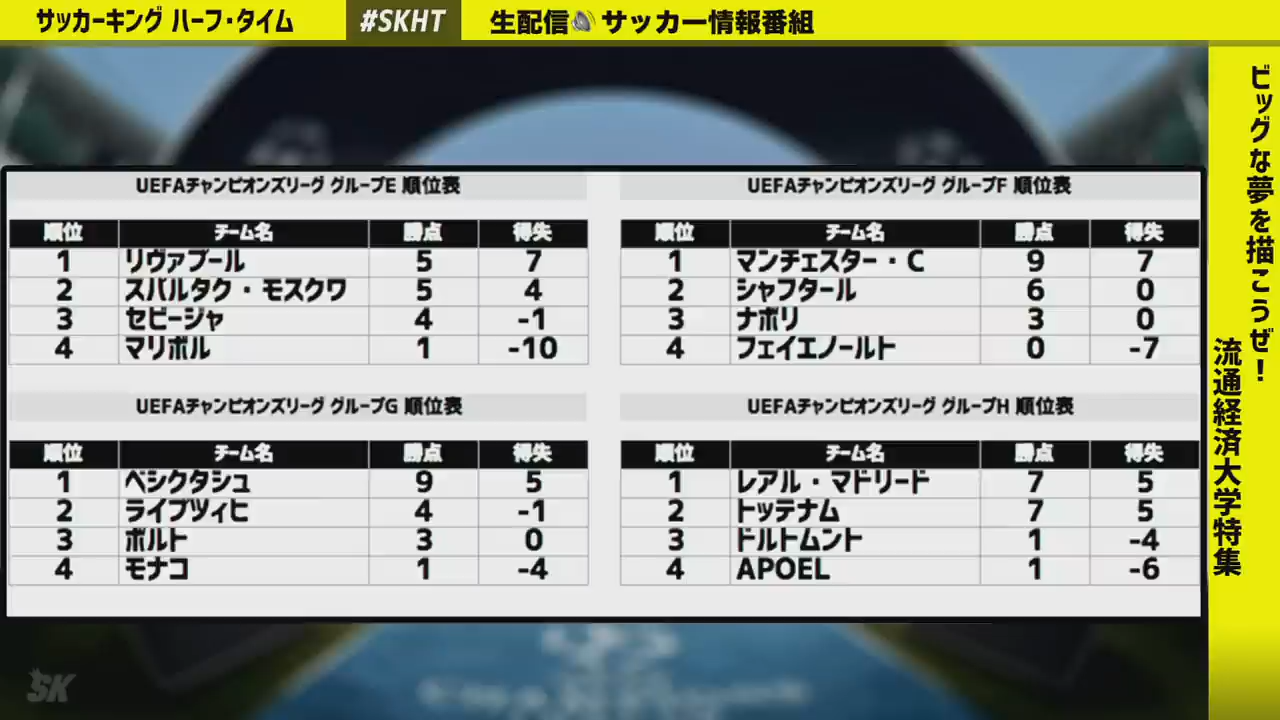 サッカーキング ハーフ・タイム
#SKHT
生配信 サッカー情報番組
ビッグな夢を描こうぜ！
流通経済大学特集
UEFAチャンピオンズリーグ グループE 順位表
順位 チーム名 勝点 得失
1 リヴァプール 5 7
2 スパルタク・モスクワ 5 4
3 セビージャ 4 -1
4 マリボル 1 -10
UEFAチャンピオンズリーグ グループF 順位表
順位 チーム名 勝点 得失
1 マンチェスター・C 9 7
2 シャフタール 6 0
3 ナポリ 3 0
4 フェイエノールト 0 -7
UEFAチャンピオンズリーグ グループG 順位表
順位 チーム名 勝点 得失
1 ベシクタシュ 9 5
2 ライプツィヒ 4 -1
3 ポルト 3 0
4 モナコ 1 -4
UEFAチャンピオンズリーグ グループH 順位表
順位 チーム名 勝点 得失
1 レアル・マドリード 7 5
2 トッテナム 7 5
3 ドルトムント 1 -4
4 APOEL 1 -6
SK